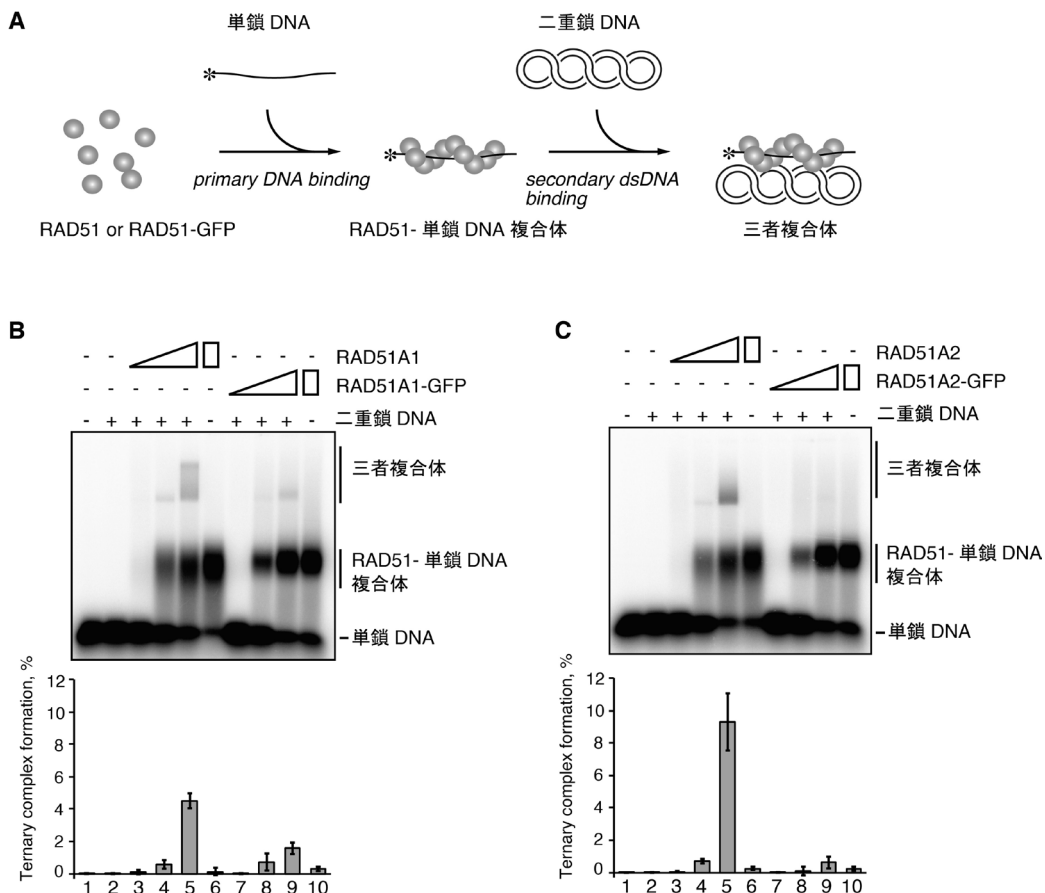 A
単鎖 DNA
二重鎖 DNA
*
*
*
primary DNA binding
secondary dsDNA
binding
RAD51 or RAD51-GFP
RAD51- 単鎖 DNA 複合体
三者複合体
B
- - - - - - - RAD51A1
- - - - - - RAD51A1-GFP
- + + + + - + + + - 二重鎖 DNA
三者複合体
RAD51- 単鎖 DNA
複合体
単鎖 DNA
Ternary complex formation, %
12
10
8
6
4
2
0
1 2 3 4 5 6 7 8 9 10
C
- - - - - - RAD51A2
- - - - - - RAD51A2-GFP
- + + + + - + + + - 二重鎖 DNA
三者複合体
RAD51- 単鎖 DNA
複合体
単鎖 DNA
Ternary complex formation, %
12
10
8
6
4
2
0
1 2 3 4 5 6 7 8 9 10